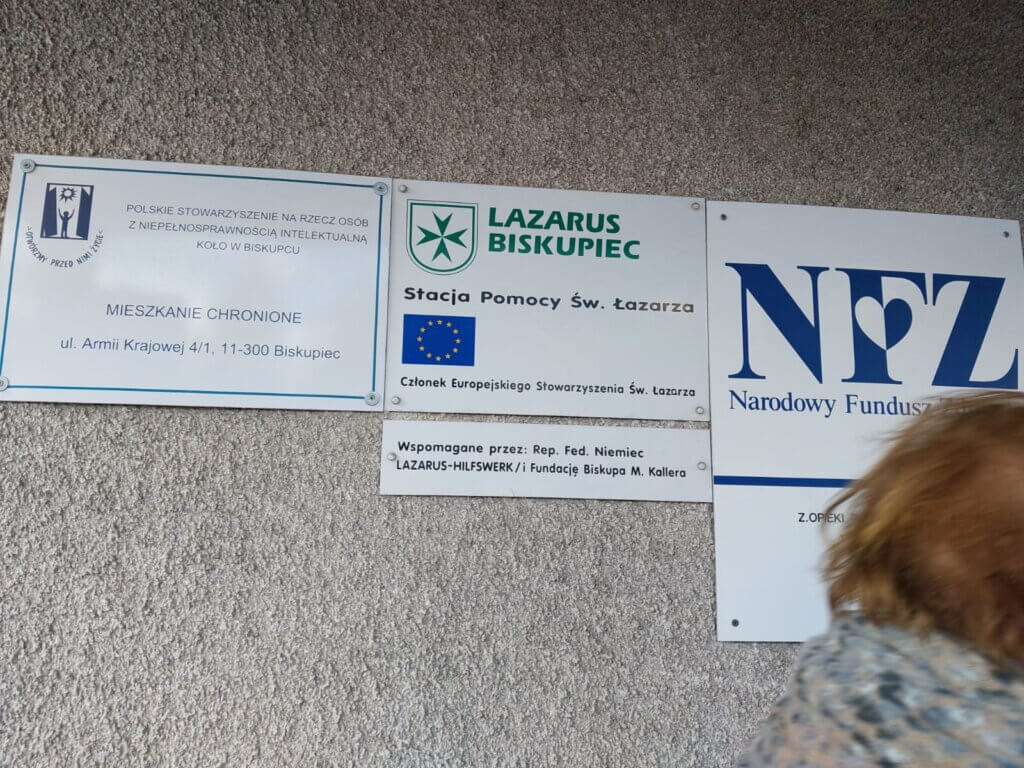 POLSKIE STOWARZYSZENIE NA RZECZ OSÓB
Z NIEPEŁNOSPRAWNOŚCIĄ INTELEKTUALNĄ
KOŁO W BISKUPCU
OTWÓRZMY PRZED NIMI ŻYCIE
MIESZKANIE CHRONIONE
ul. Armii Krajowej 4/1, 11-300 Biskupiec
LAZARUS
BISKUPIEC
Stacja Pomocy Św. Łazarza
Członek Europejskiego Stowarzyszenia Św. Łazarza
Wspomagane przez: Rep. Fed. Niemiec
LAZARUS-HILFSWERK/i Fundację Biskupa M. Kallera
NFZ
Narodowy Fundusz
Z.OPIEKI